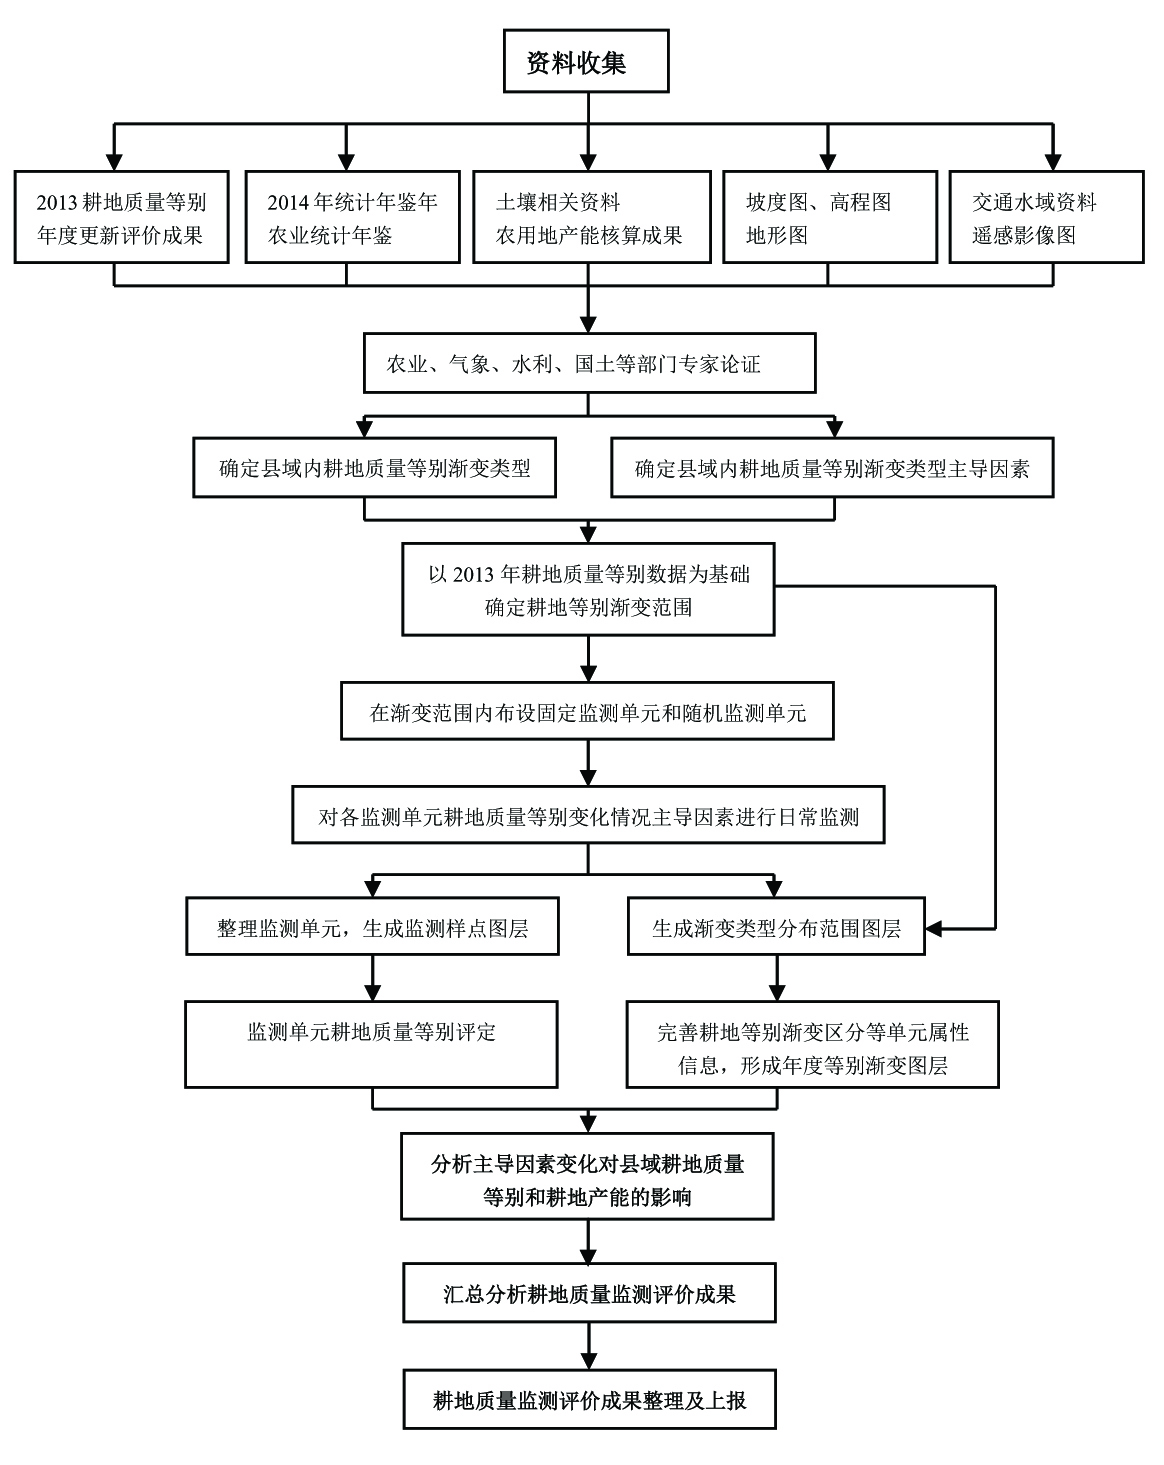 资料收集
2013 耕地质量等别
年度更新评价成果
2014 年统计年鉴年
农业统计年鉴
土壤相关资料
农用地产能核算成果
坡度图、高程图
地形图
交通水域资料
遥感影像图
农业、气象、水利、国土等部门专家论证
确定县域内耕地质量等别渐变类型
确定县域内耕地质量等别渐变类型主导因素
以 2013 年耕地质量等别数据为基础
确定耕地等别渐变范围
在渐变范围内布设固定监测单元和随机监测单元
对各监测单元耕地质量等别变化情况主导因素进行日常监测
整理监测单元，生成监测样点图层
生成渐变类型分布范围图层
监测单元耕地质量等别评定
完善耕地等别渐变区分等单元属性
信息，形成年度等别渐变图层
分析主导因素变化对县域耕地质量
等别和耕地产能的影响
汇总分析耕地质量监测评价成果
耕地质量监测评价成果整理及上报